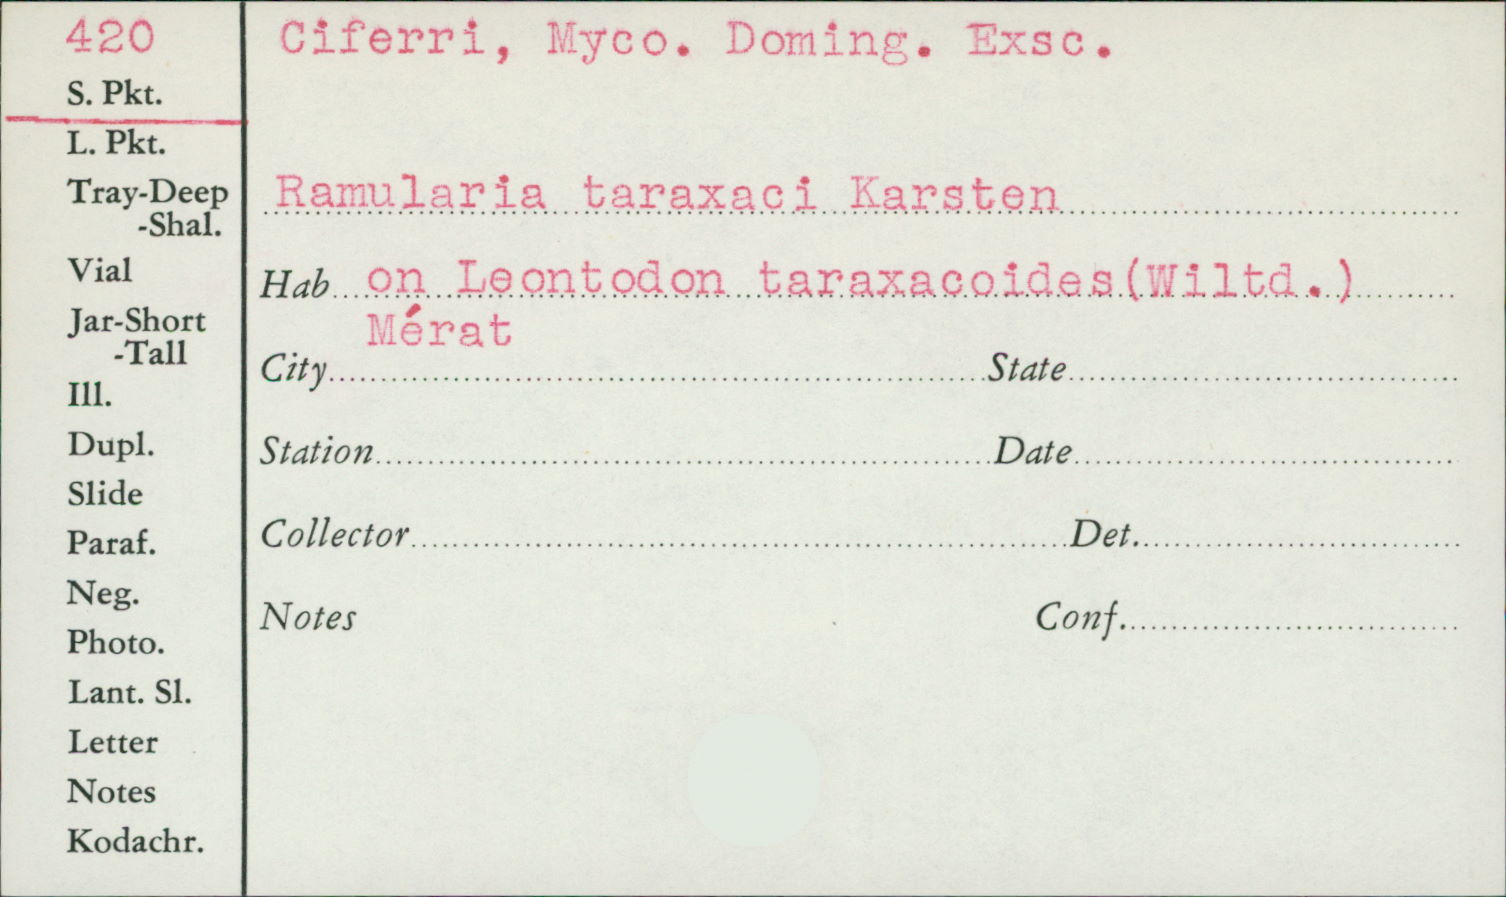 420
S. Pkt.
L. Pkt.
Tray-Deep
-Shal.
Vial
Jar-Short
-Tall
Ill.
Dupl.
Slide
Paraf.
Neg.
Photo.
Lant. Sl.
Letter
Notes
Kodachr.
Ciferri, Myco. Doming. Exsc.
Ramularia taraxaci Karsten
Hab on Leontodon taraxacoides(Wiltd.)
Mérat
City State
Station Date
Collector Det.
Notes Conf.